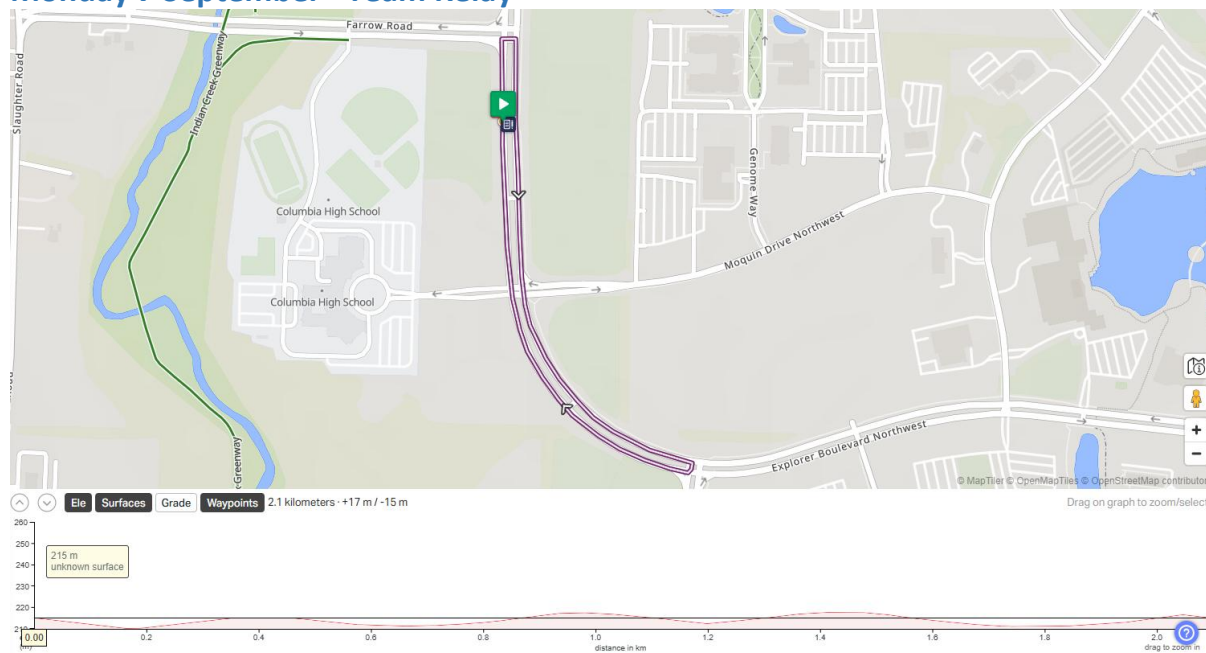 Farrow Road
Slaughter Road
Indian Creek Greenway
Columbia High School
Genome Way
Moquin Drive Northwest
Columbia High School
Explorer Boulevard Northwest
Greenway
+
−
© MapTiler © OpenMapTiles © OpenStreetMap contributor
Ele Surfaces Grade Waypoints 2.1 kilometers · +17 m / -15 m
Drag on graph to zoom/select
260
250
240
230
220
215 m
unknown surface
0.00
0.2 0.4 0.6 0.8 1.0 1.2 1.4 1.6 1.8 2.0
distance in km
drag to zoom in
?